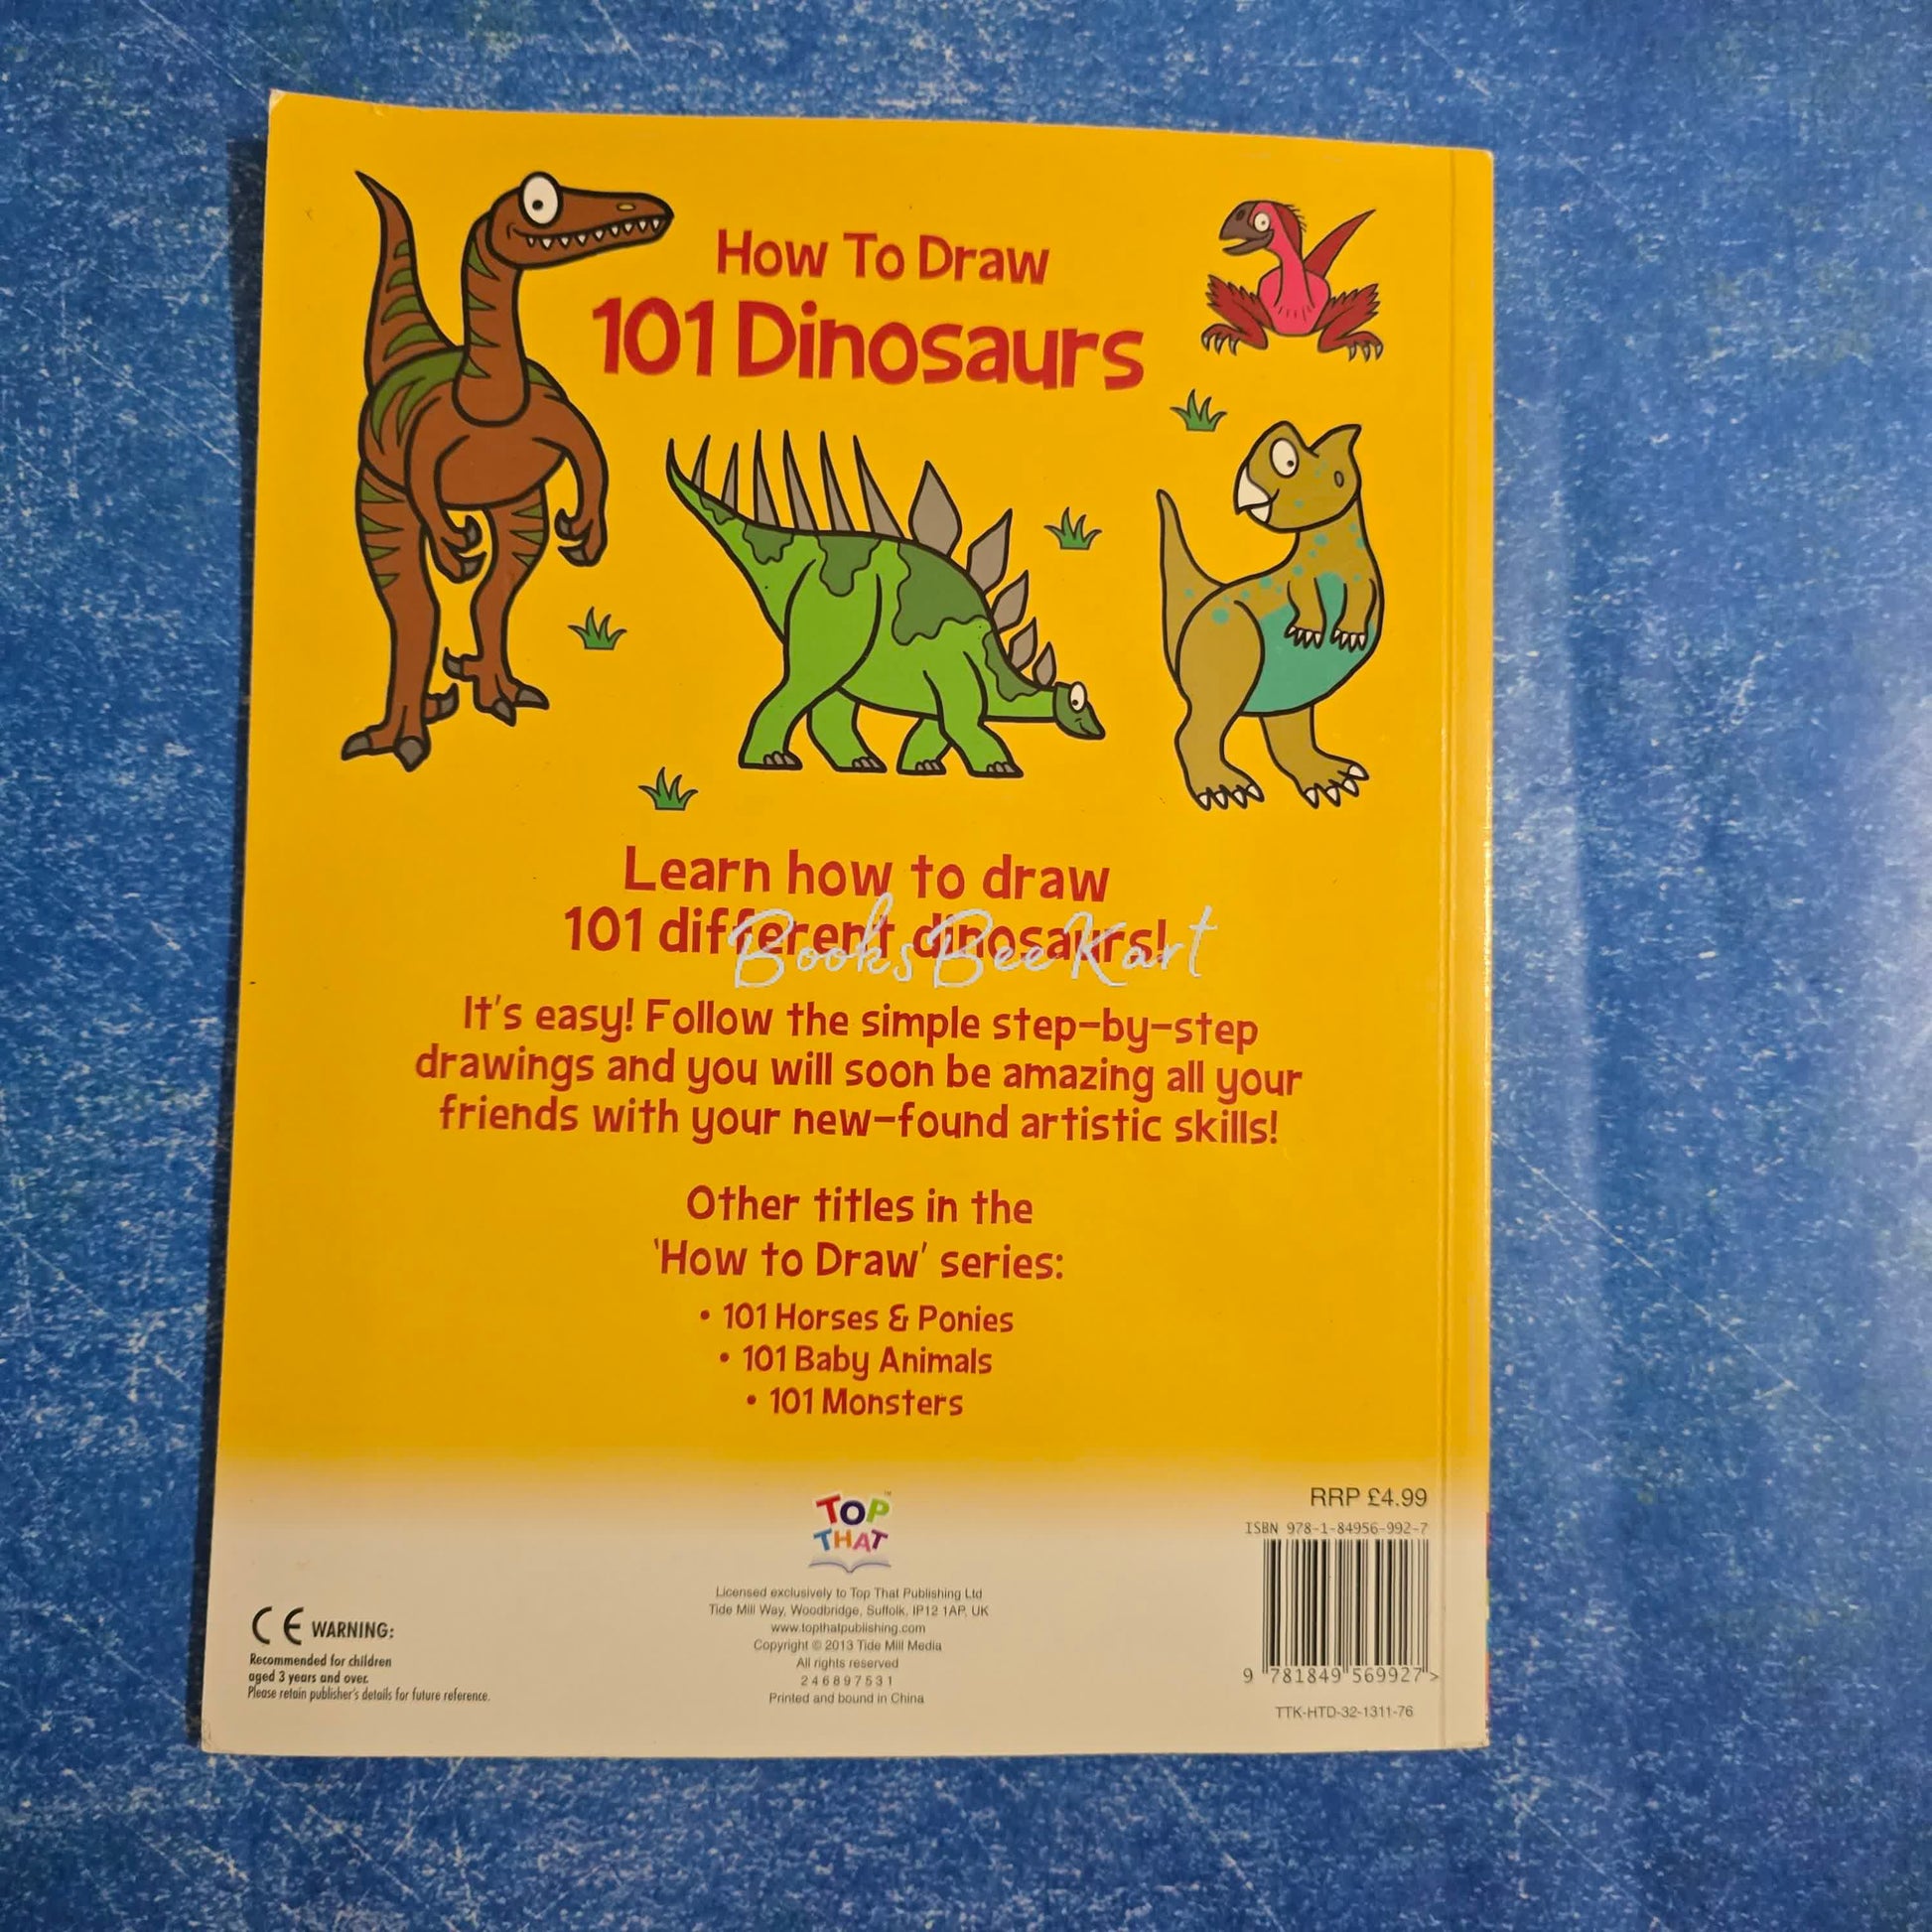 How To Draw
101 Dinosaurs
Learn how to draw
101 different dinosaurs!
BooksBeeKart
It's easy! Follow the simple step-by-step
drawings and you will soon be amazing all your
friends with your new-found artistic skills!
Other titles in the
'How to Draw' series:
• 101 Horses & Ponies
• 101 Baby Animals
• 101 Monsters
TOP
THAT
™
Licensed exclusively to Top That Publishing Ltd
Tide Mill Way, Woodbridge, Suffolk, IP12 1AP, UK
www.topthatpublishing.com
Copyright © 2013 Tide Mill Media
All rights reserved
2 4 6 8 9 7 5 3 1
Printed and bound in China
CE WARNING:
Recommended for children
aged 3 years and over.
Please retain publisher's details for future reference.
RRP £4.99
ISBN 978-1-84956-992-7
9 781849 569927 >
TTK-HTD-32-1311-76